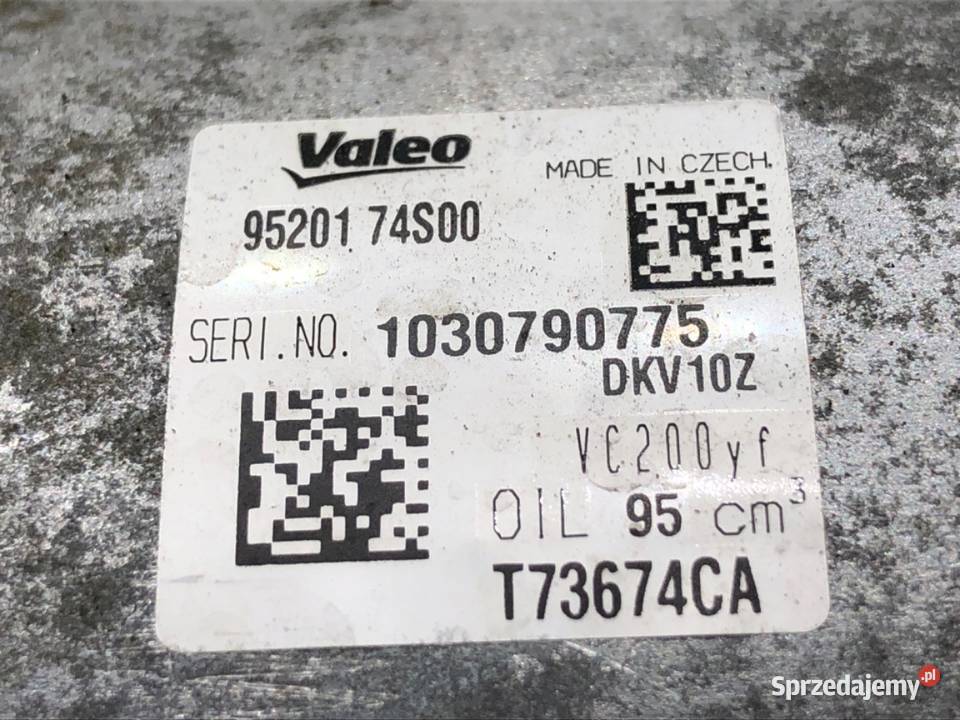 Valeo
MADE IN CZECH.
95201 74S00
SERI.NO. 1030790775
DKV10Z
VC200yf
OIL 95 cm³
T73674CA
Sprzedajemy.pl